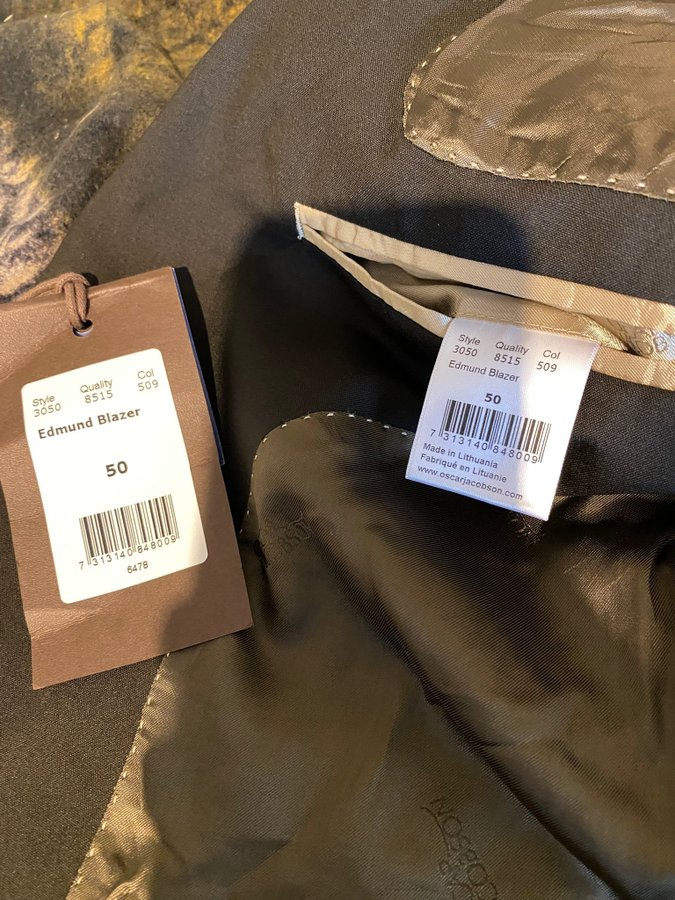 Style Quality Col
3050 8515 509
Edmund Blazer
50
7 313140 848009
6478
Style Quality Col
3050 8515 509
Edmund Blazer
50
7 313140 848009
Made in Lithuania
Fabriqué en Lituanie
www.oscarjacobson.com